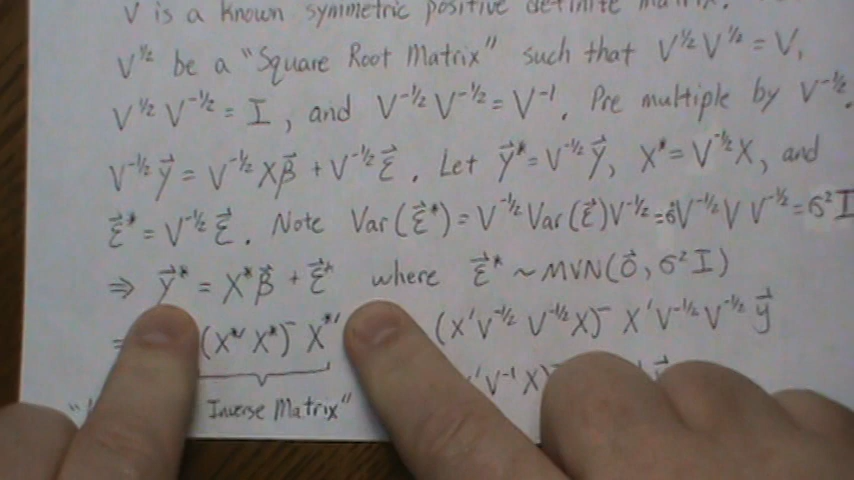 V is a known symmetric positive definite matrix.
V^½ be a "Square Root Matrix" such that V^½ V^½ = V,
V^½ V^-½ = I, and V^-½ V^-½ = V^-1. Pre multiple by V^-½.
V^-½ y⃗ = V^-½ Xβ⃗ + V^-½ ε⃗. Let y⃗* = V^-½ y⃗, X* = V^-½ X, and
ε⃗* = V^-½ ε⃗. Note Var(ε⃗*) = V^-½ Var(ε⃗) V^-½ = σ²V^-½ V V^-½ = σ² I
⇒ y⃗* = X*β⃗ + ε⃗* where ε⃗* ~ MVN(0⃗, σ² I)
= (X*' X*)^- X*' (X'V^-½ V^-½ X)^- X'V^-½ V^-½ y⃗
'V^-1 X)^-
Inverse Matrix"